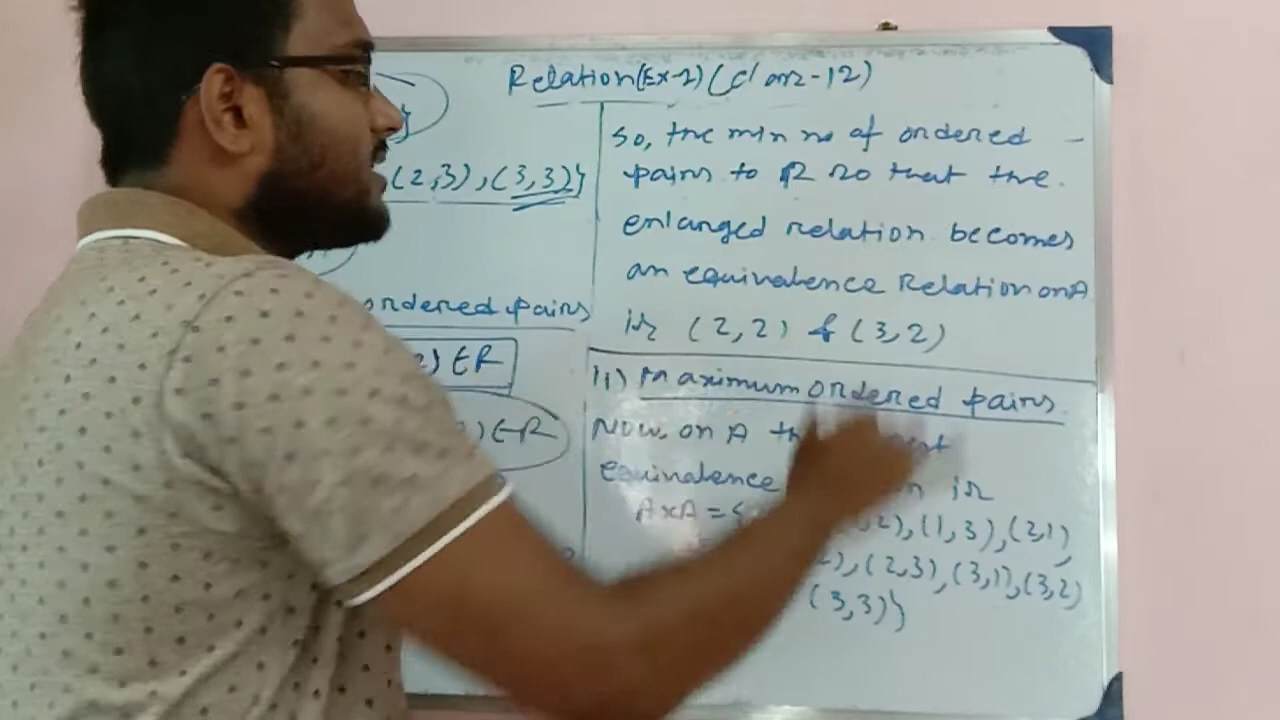 Relation(Ex-2)(Class-12)
(2,3),(3,3)}
ordered pairs
2) ∈R
) ∈R
so, the min no of ordered
pairs to R so that the
enlarged relation becomes
an equivalence Relation on A
is (2,2) & (3,2)
ii) Maximum ordered pairs
Now, on A
equivalence is
A×A={ ,2),(1,3),(2,1),
),(2,3),(3,1),(3,2)
(3,3)}